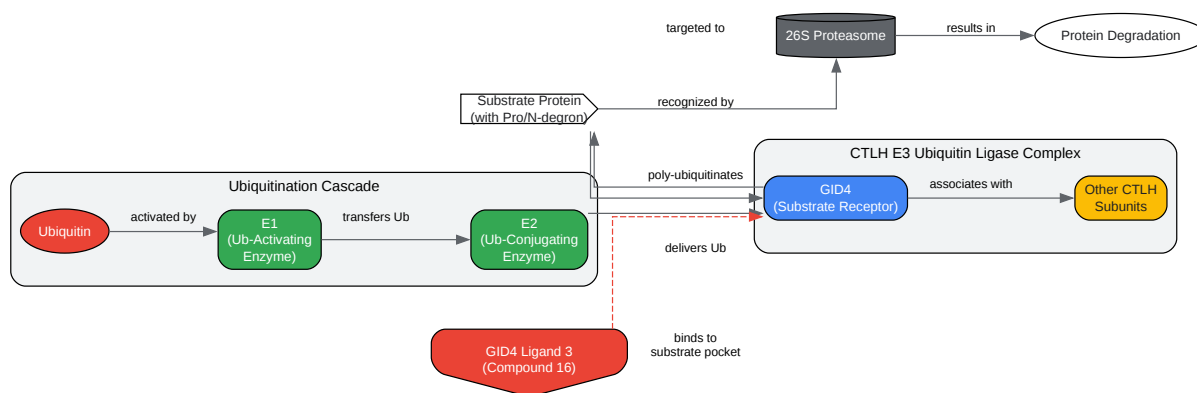 targeted to
26S Proteasome
results in
Protein Degradation
Substrate Protein
(with Pro/N-degron)
recognized by
CTLH E3 Ubiquitin Ligase Complex
Ubiquitination Cascade
poly-ubiquitinates
GID4
(Substrate Receptor)
associates with
Other CTLH
Subunits
Ubiquitin
activated by
E1
(Ub-Activating
Enzyme)
transfers Ub
E2
(Ub-Conjugating
Enzyme)
delivers Ub
GID4 Ligand 3
(Compound 16)
binds to
substrate pocket